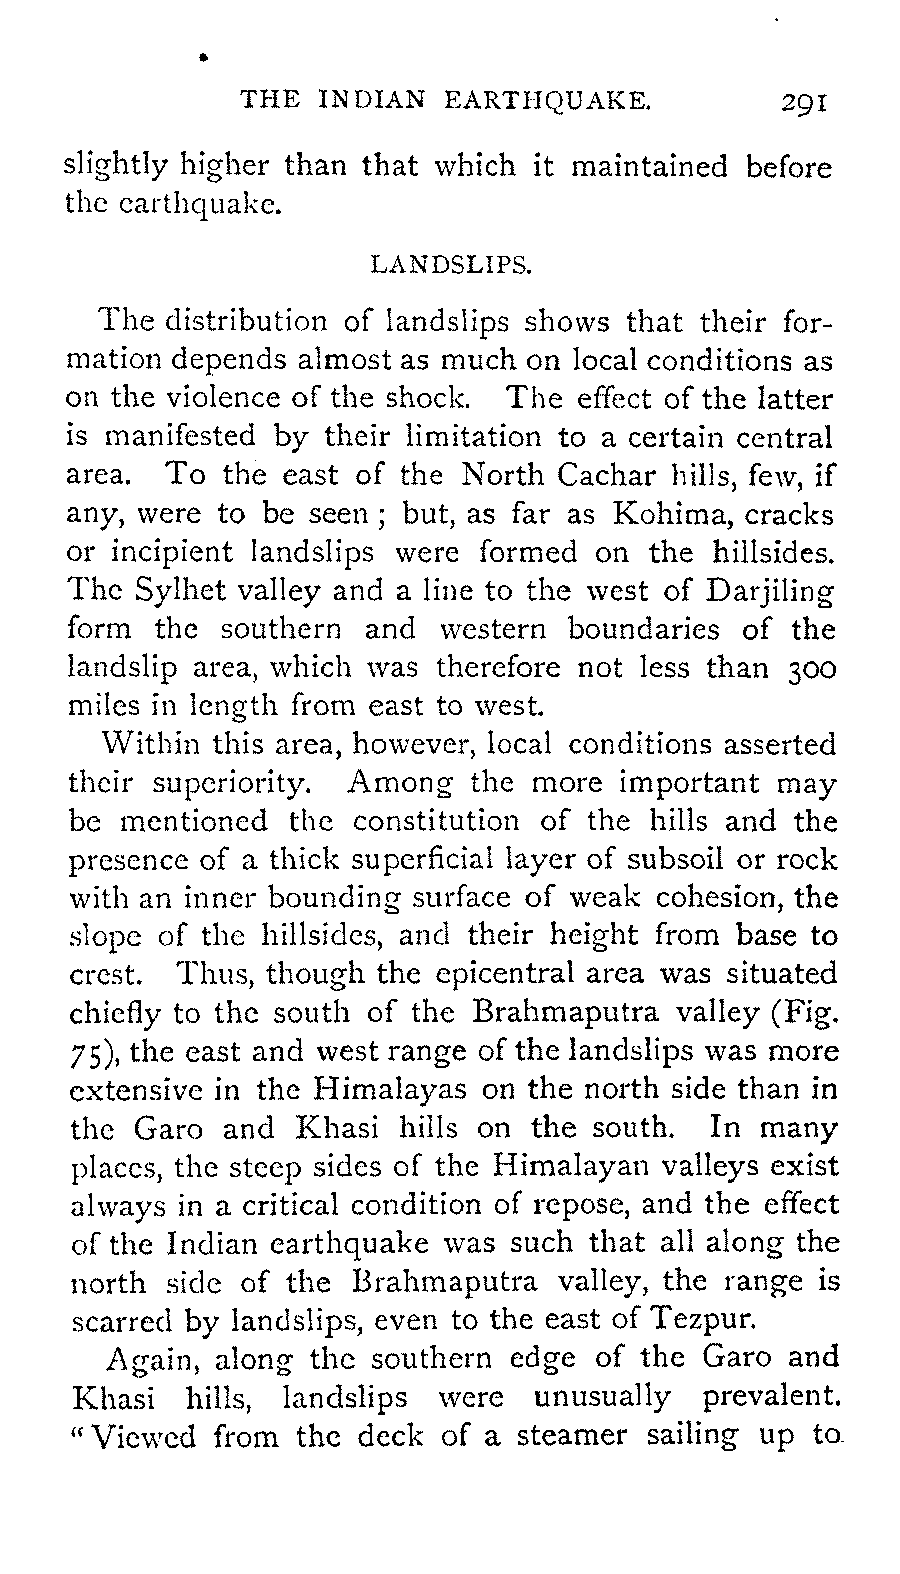 THE INDIAN EARTHQUAKE. 291
slightly higher than that which it maintained before
the earthquake.
LANDSLIPS.
The distribution of landslips shows that their for-
mation depends almost as much on local conditions as
on the violence of the shock. The effect of the latter
is manifested by their limitation to a certain central
area. To the east of the North Cachar hills, few, if
any, were to be seen ; but, as far as Kohima, cracks
or incipient landslips were formed on the hillsides.
The Sylhet valley and a line to the west of Darjiling
form the southern and western boundaries of the
landslip area, which was therefore not less than 300
miles in length from east to west.
Within this area, however, local conditions asserted
their superiority. Among the more important may
be mentioned the constitution of the hills and the
presence of a thick superficial layer of subsoil or rock
with an inner bounding surface of weak cohesion, the
slope of the hillsides, and their height from base to
crest. Thus, though the epicentral area was situated
chiefly to the south of the Brahmaputra valley (Fig.
75), the east and west range of the landslips was more
extensive in the Himalayas on the north side than in
the Garo and Khasi hills on the south. In many
places, the steep sides of the Himalayan valleys exist
always in a critical condition of repose, and the effect
of the Indian earthquake was such that all along the
north side of the Brahmaputra valley, the range is
scarred by landslips, even to the east of Tezpur.
Again, along the southern edge of the Garo and
Khasi hills, landslips were unusually prevalent.
“Viewed from the deck of a steamer sailing up to